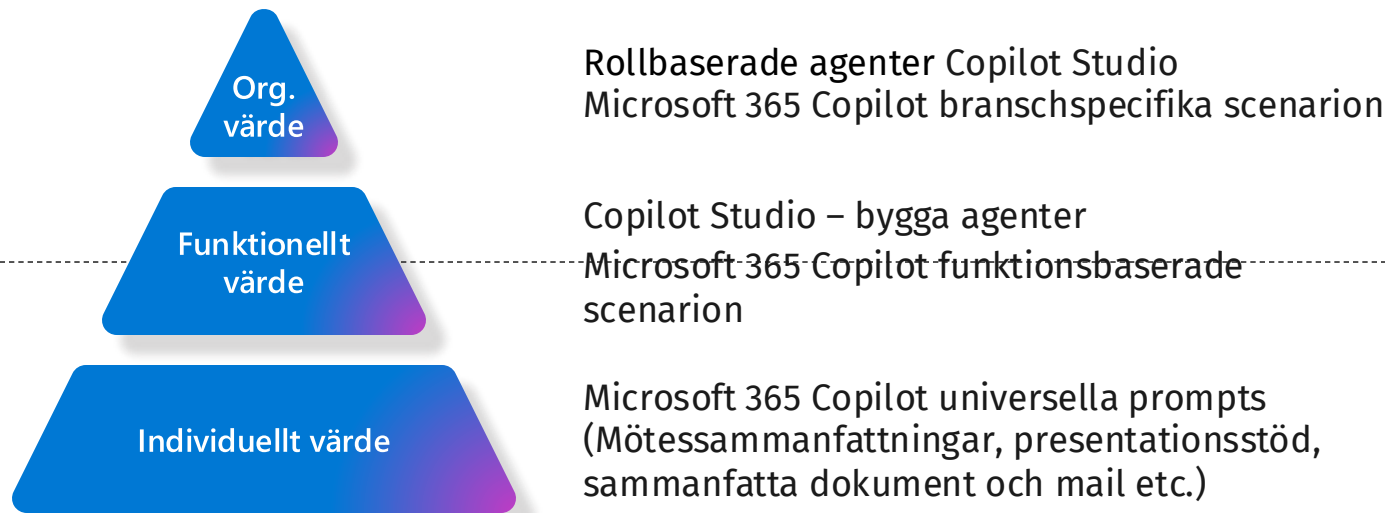 Org.
värde
Rollbaserade agenter Copilot Studio
Microsoft 365 Copilot branschspecifika scenarion
Funktionellt
värde
Copilot Studio – bygga agenter
Microsoft 365 Copilot funktionsbaserade
scenarion
Individuellt värde
Microsoft 365 Copilot universella prompts
(Mötessammanfattningar, presentationsstöd,
sammanfatta dokument och mail etc.)